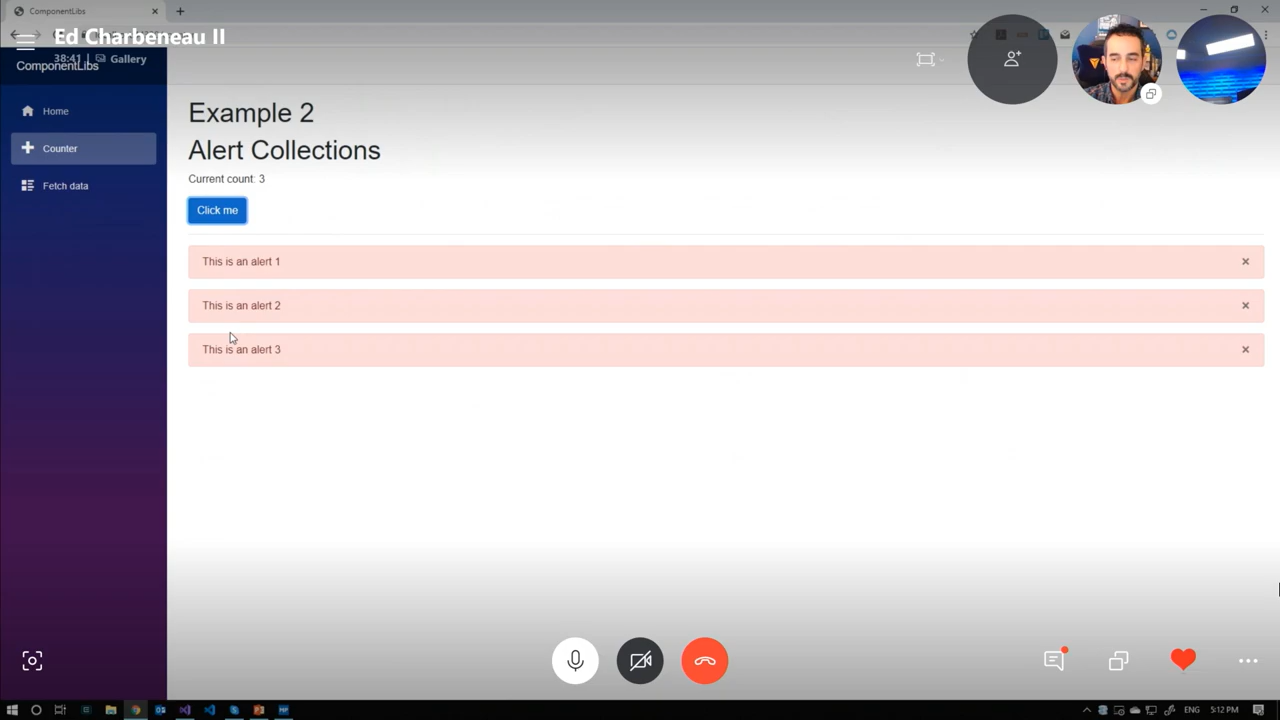 ComponentLibs
Ed Charbeneau II
38:41 | Gallery
ComponentLibs
Home
Counter
Fetch data
Example 2
Alert Collections
Current count: 3
Click me
This is an alert 1
This is an alert 2
This is an alert 3
ENG 5:12 PM